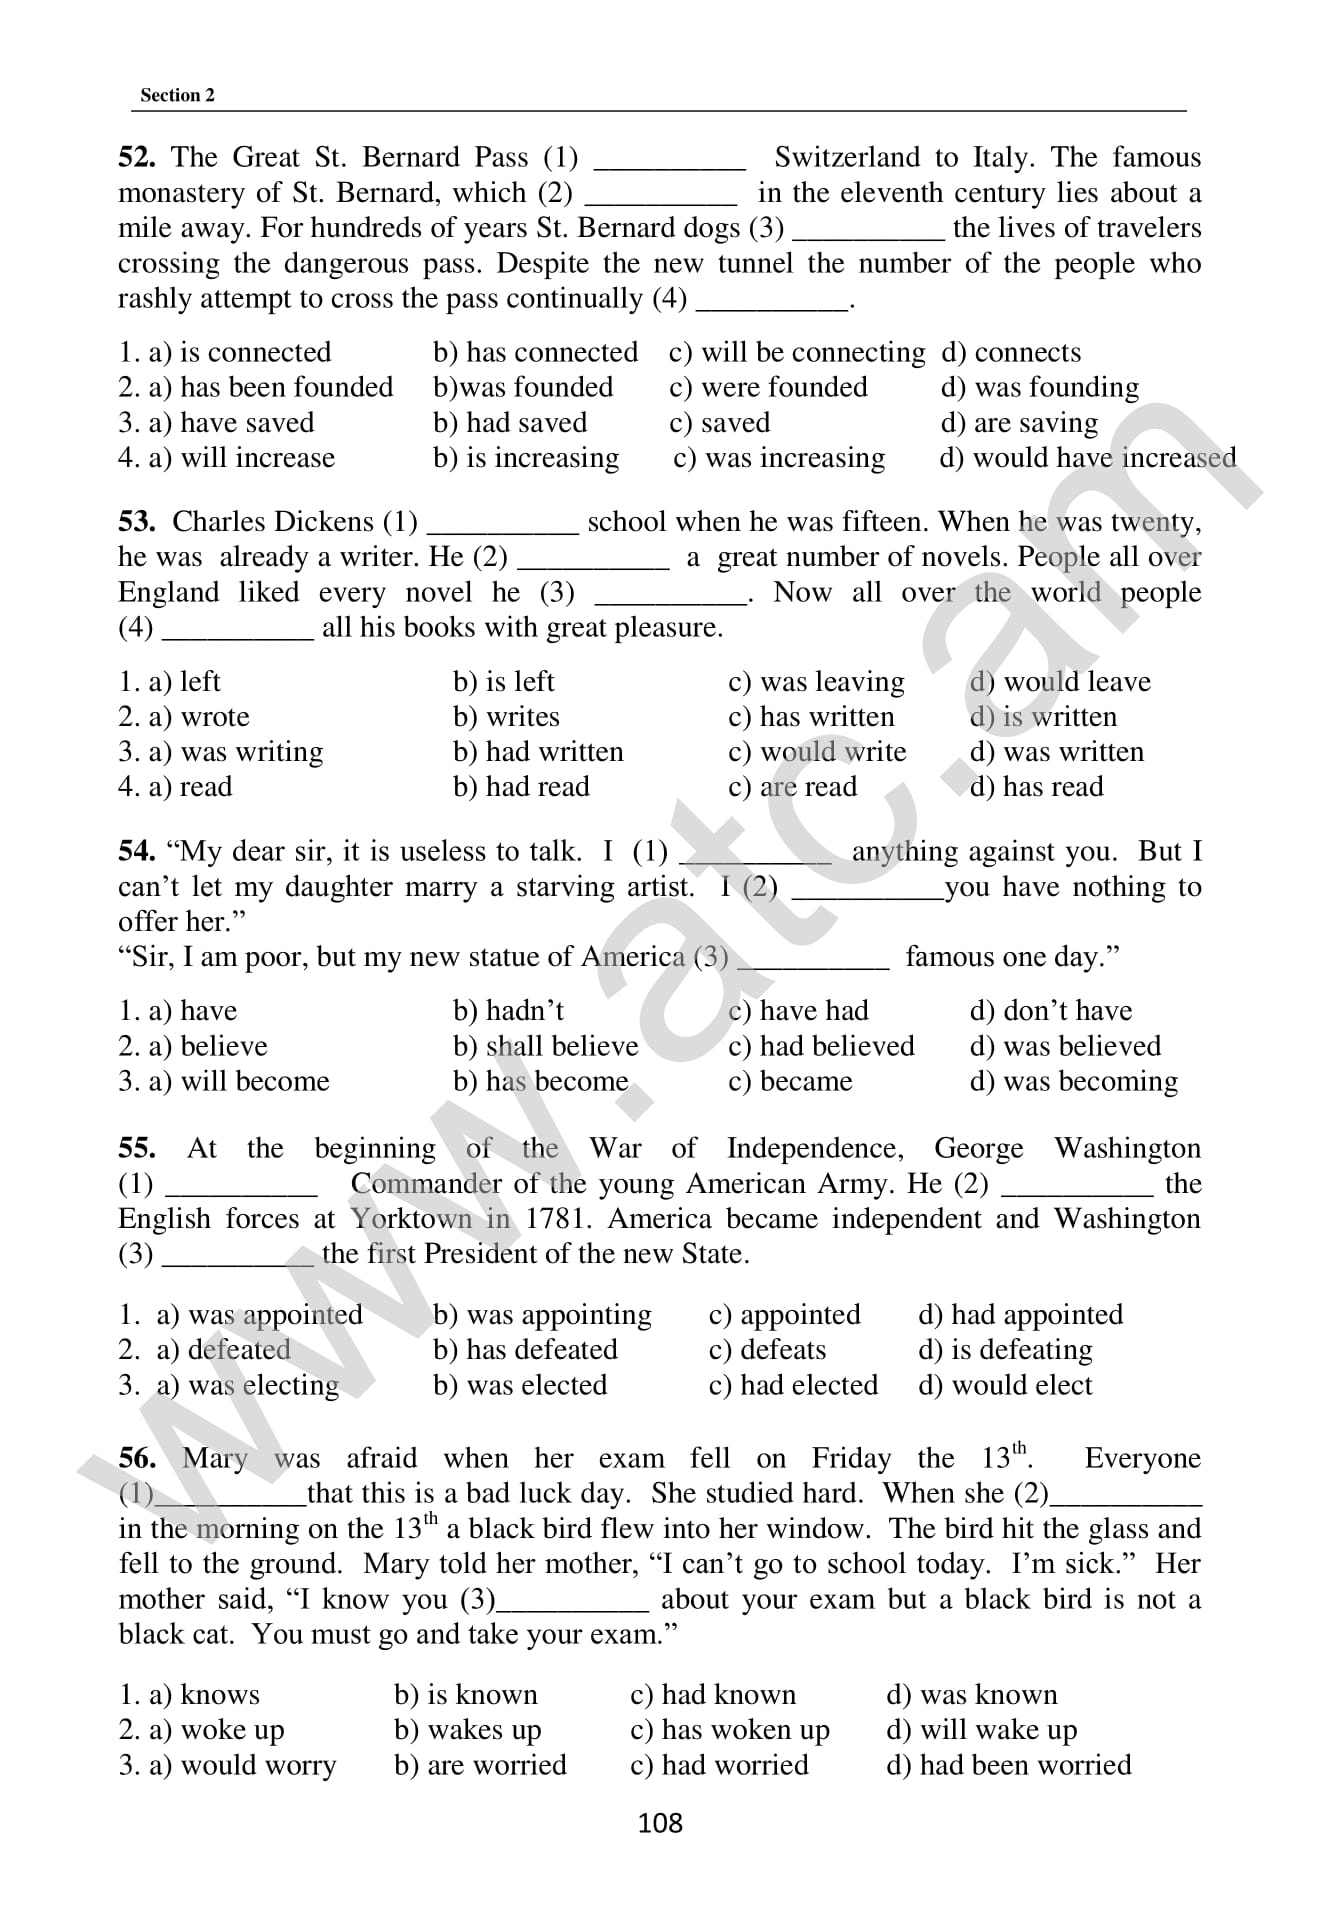 Section 2
52. The Great St. Bernard Pass (1) __________ Switzerland to Italy. The famous
monastery of St. Bernard, which (2) __________ in the eleventh century lies about a
mile away. For hundreds of years St. Bernard dogs (3) __________ the lives of travelers
crossing the dangerous pass. Despite the new tunnel the number of the people who
rashly attempt to cross the pass continually (4) __________.
1. a) is connected b) has connected c) will be connecting d) connects
2. a) has been founded b)was founded c) were founded d) was founding
3. a) have saved b) had saved c) saved d) are saving
4. a) will increase b) is increasing c) was increasing d) would have increased
53. Charles Dickens (1) __________ school when he was fifteen. When he was twenty,
he was already a writer. He (2) __________ a great number of novels. People all over
England liked every novel he (3) __________. Now all over the world people
(4) __________ all his books with great pleasure.
1. a) left b) is left c) was leaving d) would leave
2. a) wrote b) writes c) has written d) is written
3. a) was writing b) had written c) would write d) was written
4. a) read b) had read c) are read d) has read
54. “My dear sir, it is useless to talk. I (1) __________ anything against you. But I
can’t let my daughter marry a starving artist. I (2) __________you have nothing to
offer her.”
“Sir, I am poor, but my new statue of America (3) __________ famous one day.”
1. a) have b) hadn’t c) have had d) don’t have
2. a) believe b) shall believe c) had believed d) was believed
3. a) will become b) has become c) became d) was becoming
55. At the beginning of the War of Independence, George Washington
(1) __________ Commander of the young American Army. He (2) __________ the
English forces at Yorktown in 1781. America became independent and Washington
(3) __________ the first President of the new State.
1. a) was appointed b) was appointing c) appointed d) had appointed
2. a) defeated b) has defeated c) defeats d) is defeating
3. a) was electing b) was elected c) had elected d) would elect
56. Mary was afraid when her exam fell on Friday the 13th. Everyone
(1)__________that this is a bad luck day. She studied hard. When she (2)__________
in the morning on the 13th a black bird flew into her window. The bird hit the glass and
fell to the ground. Mary told her mother, “I can’t go to school today. I’m sick.” Her
mother said, “I know you (3)__________ about your exam but a black bird is not a
black cat. You must go and take your exam.”
1. a) knows b) is known c) had known d) was known
2. a) woke up b) wakes up c) has woken up d) will wake up
3. a) would worry b) are worried c) had worried d) had been worried
108
www.atc.am